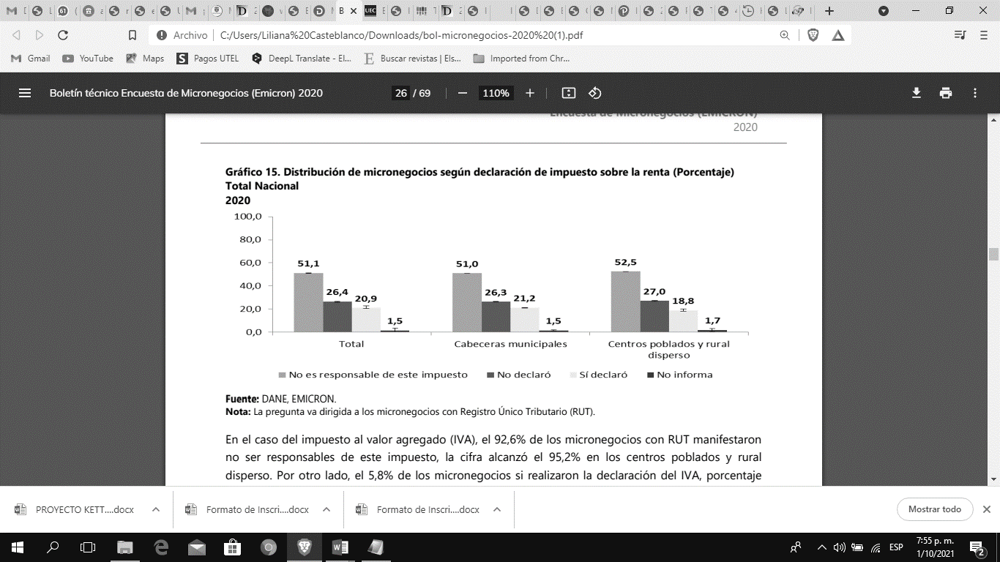 Archivo
C:/Users/Liliana%20Casteblanco/Downloads/bol-micronegocios-2020%20(1).pdf
Gmail
YouTube
Maps
Pagos UTEL
DeepL Translate - El...
Buscar revistas | Els...
Imported from Chr...
Boletín técnico Encuesta de Micronegocios (Emicron) 2020
26 / 69
110%
Encuesta de Micronegocios (EMICRON)
2020
Gráfico 15. Distribución de micronegocios según declaración de impuesto sobre la renta (Porcentaje)
Total Nacional
2020
100,0
80,0
60,0
40,0
20,0
0,0
51,1
26,4
20,9
1,5
51,0
26,3
21,2
1,5
52,5
27,0
18,8
1,7
Total
Cabeceras municipales
Centros poblados y rural
disperso
No es responsable de este impuesto
No declaró
Sí declaró
No informa
Fuente: DANE, EMICRON.
Nota: La pregunta va dirigida a los micronegocios con Registro Único Tributario (RUT).
En el caso del impuesto al valor agregado (IVA), el 92,6% de los micronegocios con RUT manifestaron
no ser responsables de este impuesto, la cifra alcanzó el 95,2% en los centros poblados y rural
disperso. Por otro lado, el 5,8% de los micronegocios si realizaron la declaración del IVA, porcentaje
PROYECTO KETT....docx
Formato de Inscri....docx
Formato de Inscri....docx
Mostrar todo
ESP
7:55 p. m.
1/10/2021
2